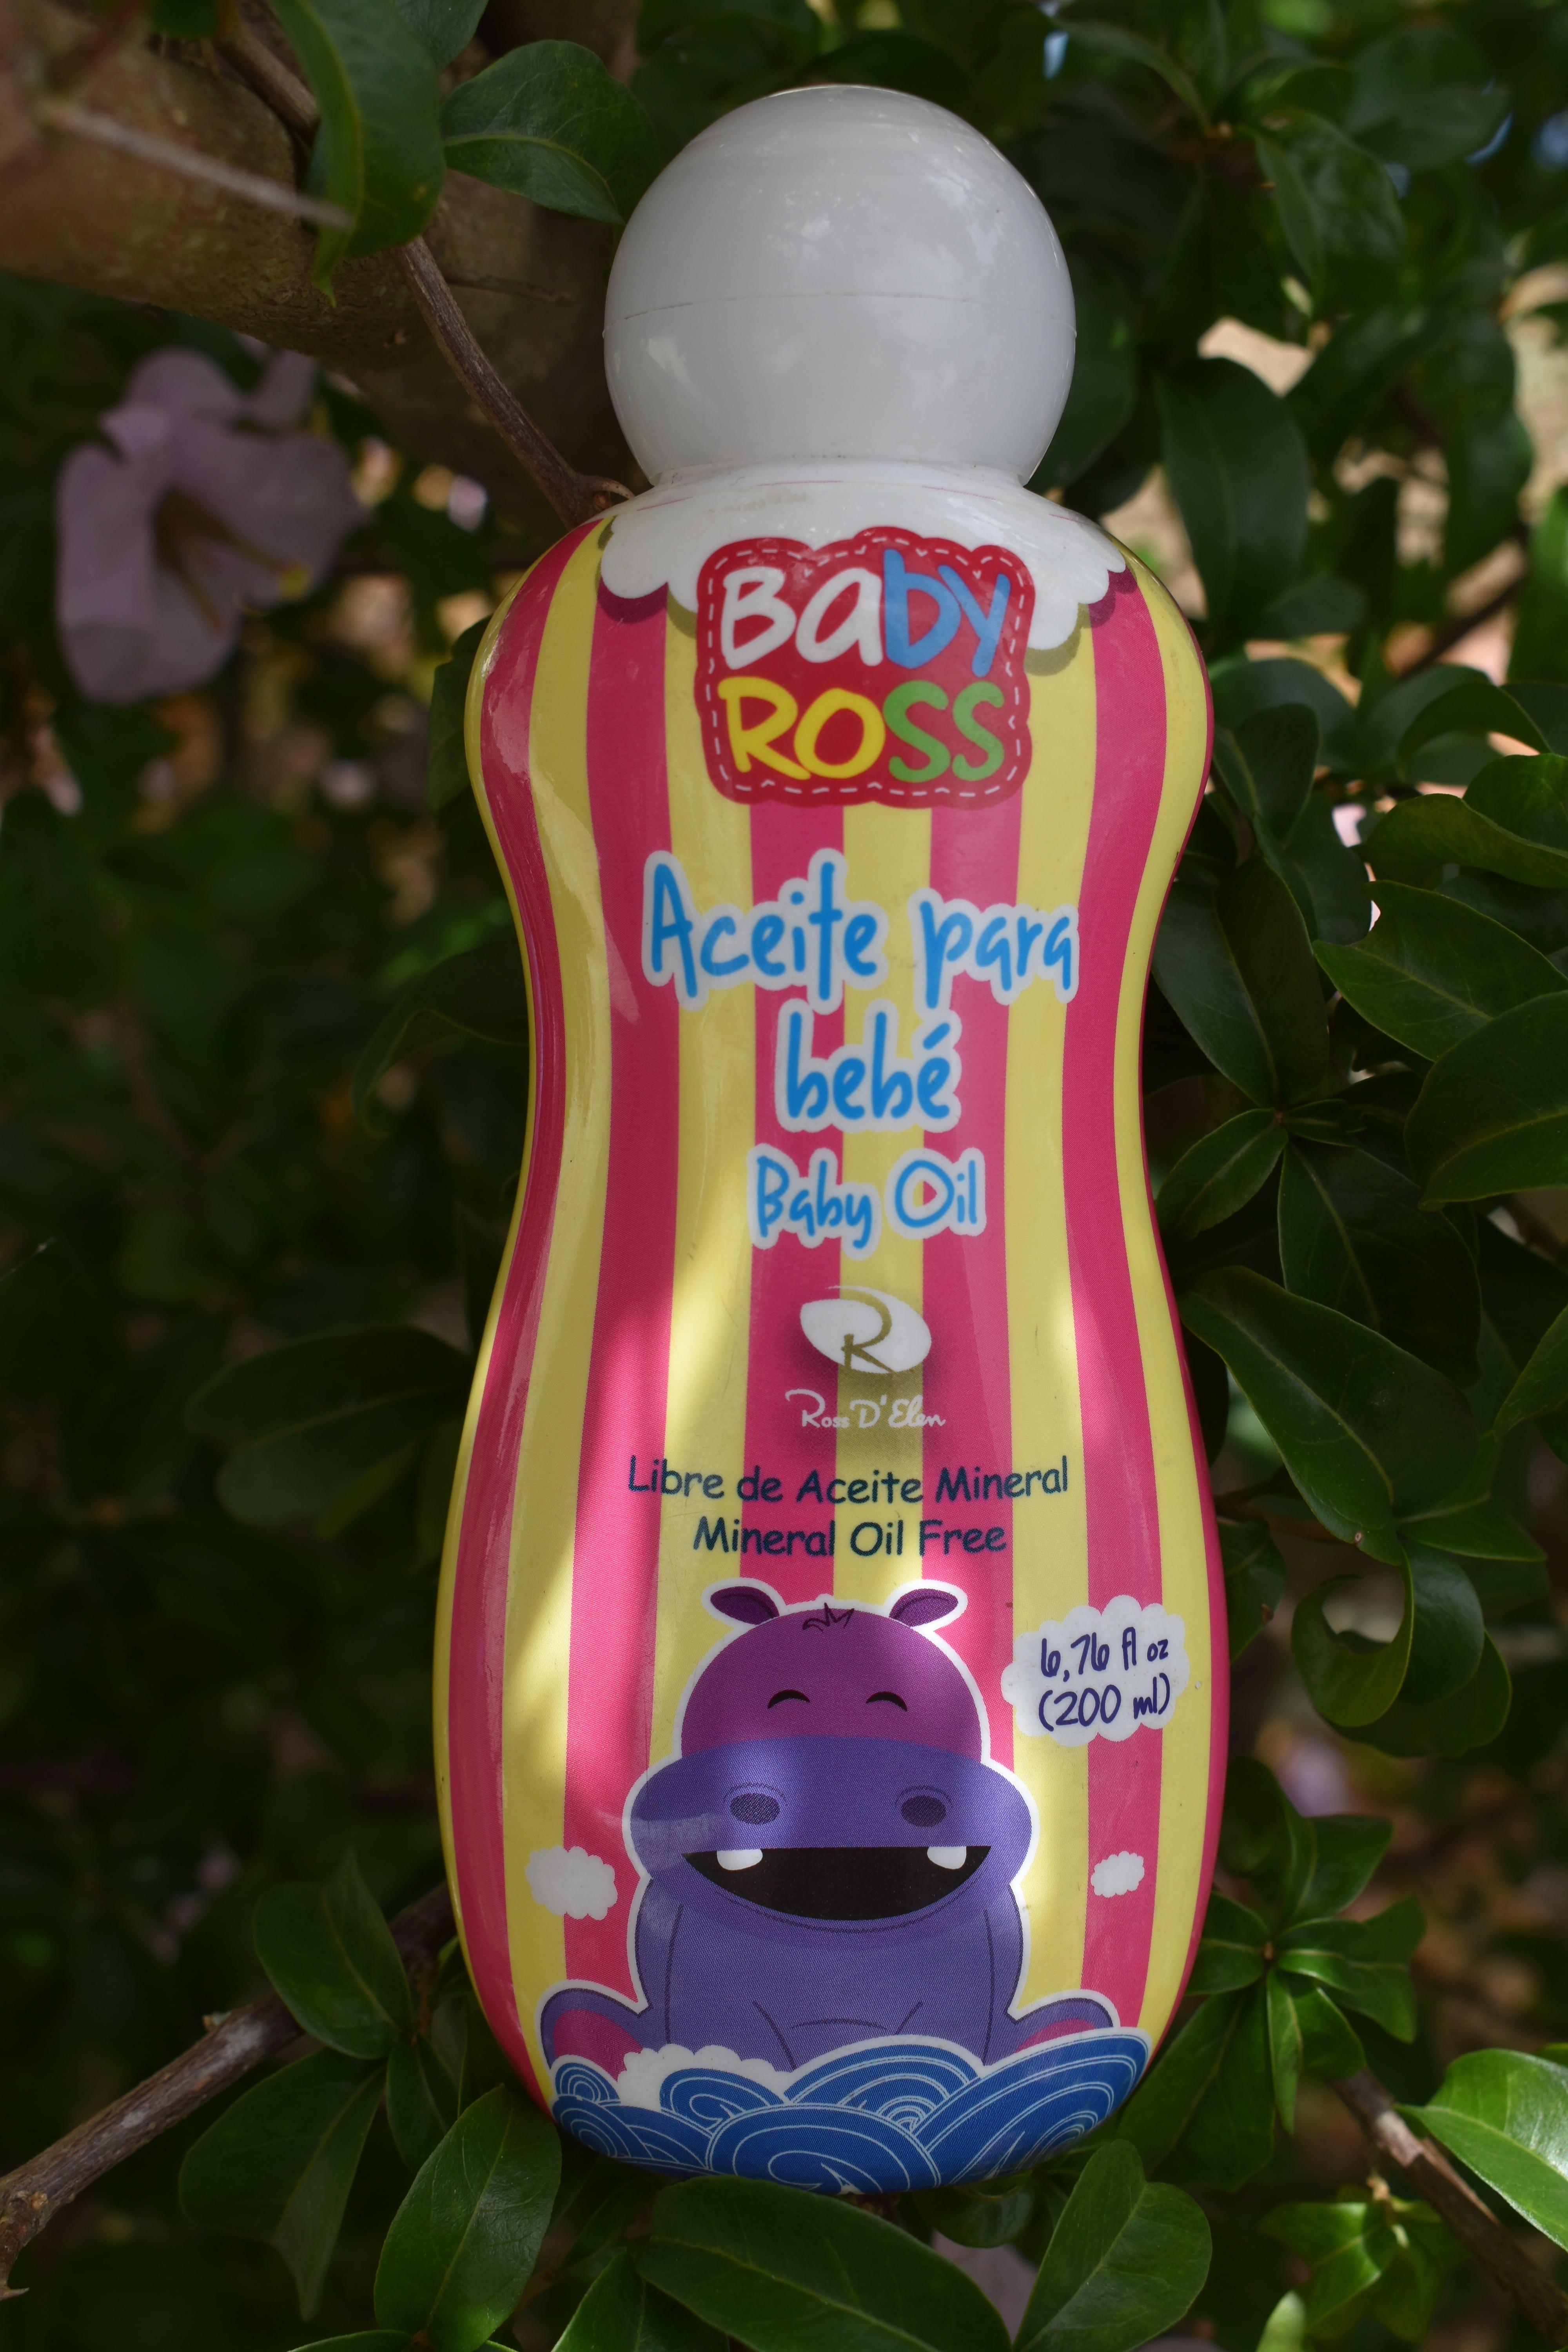 Baby
Ross
Aceite para
bebé
Baby Oil
R
Ross D'Elen
Libre de Aceite Mineral
Mineral Oil Free
6,76 fl oz
(200 ml)